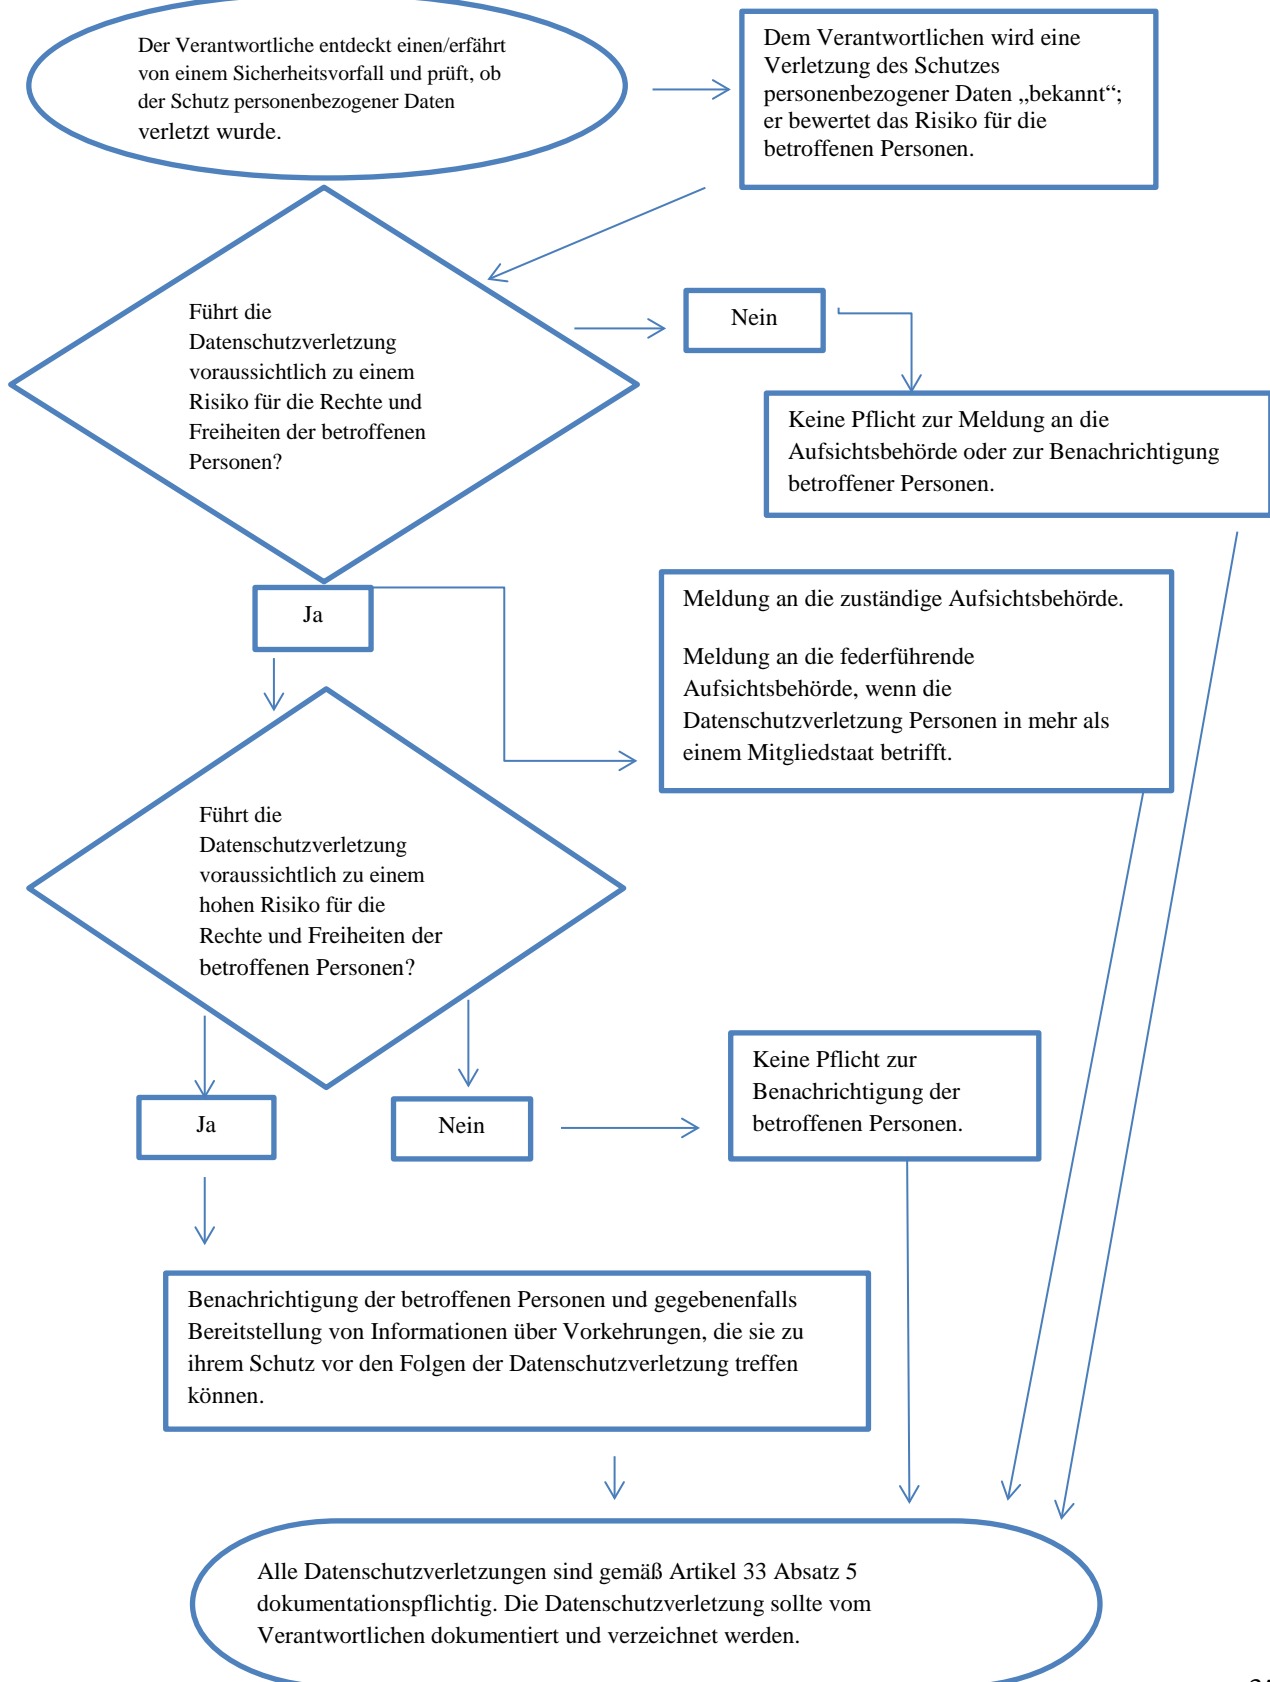 Der Verantwortliche entdeckt einen/erfährt
von einem Sicherheitsvorfall und prüft, ob
der Schutz personenbezogener Daten
verletzt wurde.
Dem Verantwortlichen wird eine
Verletzung des Schutzes
personenbezogener Daten „bekannt“;
er bewertet das Risiko für die
betroffenen Personen.
Führt die
Datenschutzverletzung
voraussichtlich zu einem
Risiko für die Rechte und
Freiheiten der betroffenen
Personen?
Nein
Keine Pflicht zur Meldung an die
Aufsichtsbehörde oder zur Benachrichtigung
betroffener Personen.
Ja
Meldung an die zuständige Aufsichtsbehörde.
Meldung an die federführende
Aufsichtsbehörde, wenn die
Datenschutzverletzung Personen in mehr als
einem Mitgliedstaat betrifft.
Führt die
Datenschutzverletzung
voraussichtlich zu einem
hohen Risiko für die
Rechte und Freiheiten der
betroffenen Personen?
Ja
Nein
Keine Pflicht zur
Benachrichtigung der
betroffenen Personen.
Benachrichtigung der betroffenen Personen und gegebenenfalls
Bereitstellung von Informationen über Vorkehrungen, die sie zu
ihrem Schutz vor den Folgen der Datenschutzverletzung treffen
können.
Alle Datenschutzverletzungen sind gemäß Artikel 33 Absatz 5
dokumentationspflichtig. Die Datenschutzverletzung sollte vom
Verantwortlichen dokumentiert und verzeichnet werden.